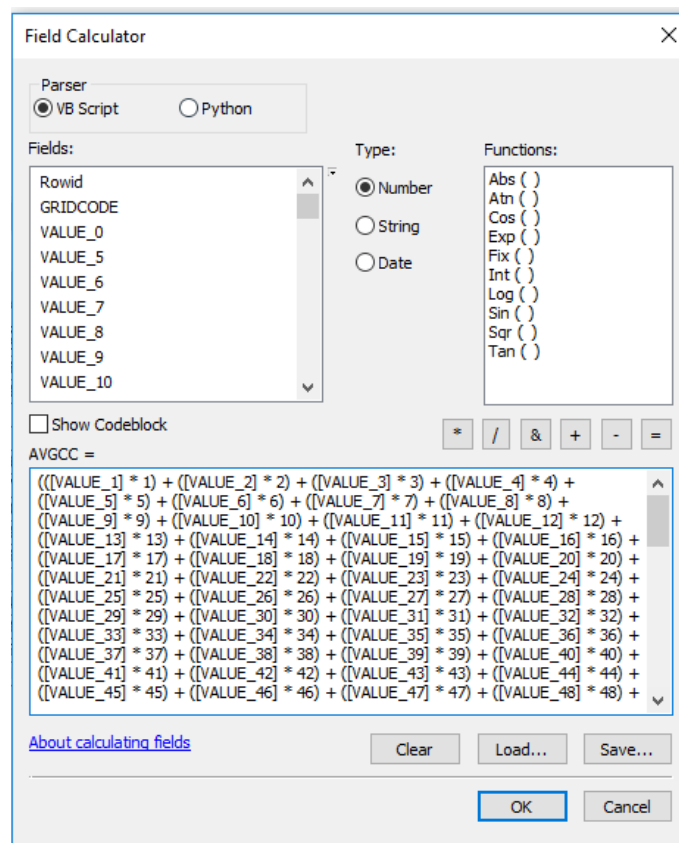 Field Calculator
Parser
VB Script
Python
Fields:
Type:
Functions:
Rowid
GRIDCODE
VALUE_0
VALUE_5
VALUE_6
VALUE_7
VALUE_8
VALUE_9
VALUE_10
Number
String
Date
Abs ( )
Atn ( )
Cos ( )
Exp ( )
Fix ( )
Int ( )
Log ( )
Sin ( )
Sqr ( )
Tan ( )
Show Codeblock
* / & + - =
AVGCC =
(([VALUE_1] * 1) + ([VALUE_2] * 2) + ([VALUE_3] * 3) + ([VALUE_4] * 4) +
([VALUE_5] * 5) + ([VALUE_6] * 6) + ([VALUE_7] * 7) + ([VALUE_8] * 8) +
([VALUE_9] * 9) + ([VALUE_10] * 10) + ([VALUE_11] * 11) + ([VALUE_12] * 12) +
([VALUE_13] * 13) + ([VALUE_14] * 14) + ([VALUE_15] * 15) + ([VALUE_16] * 16) +
([VALUE_17] * 17) + ([VALUE_18] * 18) + ([VALUE_19] * 19) + ([VALUE_20] * 20) +
([VALUE_21] * 21) + ([VALUE_22] * 22) + ([VALUE_23] * 23) + ([VALUE_24] * 24) +
([VALUE_25] * 25) + ([VALUE_26] * 26) + ([VALUE_27] * 27) + ([VALUE_28] * 28) +
([VALUE_29] * 29) + ([VALUE_30] * 30) + ([VALUE_31] * 31) + ([VALUE_32] * 32) +
([VALUE_33] * 33) + ([VALUE_34] * 34) + ([VALUE_35] * 35) + ([VALUE_36] * 36) +
([VALUE_37] * 37) + ([VALUE_38] * 38) + ([VALUE_39] * 39) + ([VALUE_40] * 40) +
([VALUE_41] * 41) + ([VALUE_42] * 42) + ([VALUE_43] * 43) + ([VALUE_44] * 44) +
([VALUE_45] * 45) + ([VALUE_46] * 46) + ([VALUE_47] * 47) + ([VALUE_48] * 48) +
About calculating fields
Clear
Load...
Save...
OK
Cancel